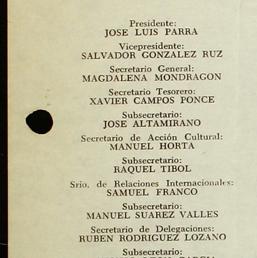 Presidente:
JOSE LUIS PARRA
Vicepresidente:
SALVADOR GONZALEZ RUZ
Secretario General:
MAGDALENA MONDRAGON
Secretario Tesorero:
XAVIER CAMPOS PONCE
Subsecretario:
JOSE ALTAMIRANO
Secretario de Acción Cultural:
MANUEL HORTA
Subsecretario:
RAQUEL TIBOL
Srio. de Relaciones Internacionales:
SAMUEL FRANCO
Subsecretario:
MANUEL SUAREZ VALLES
Secretario de Delegaciones:
RUBEN RODRIGUEZ LOZANO
Subsecretario: